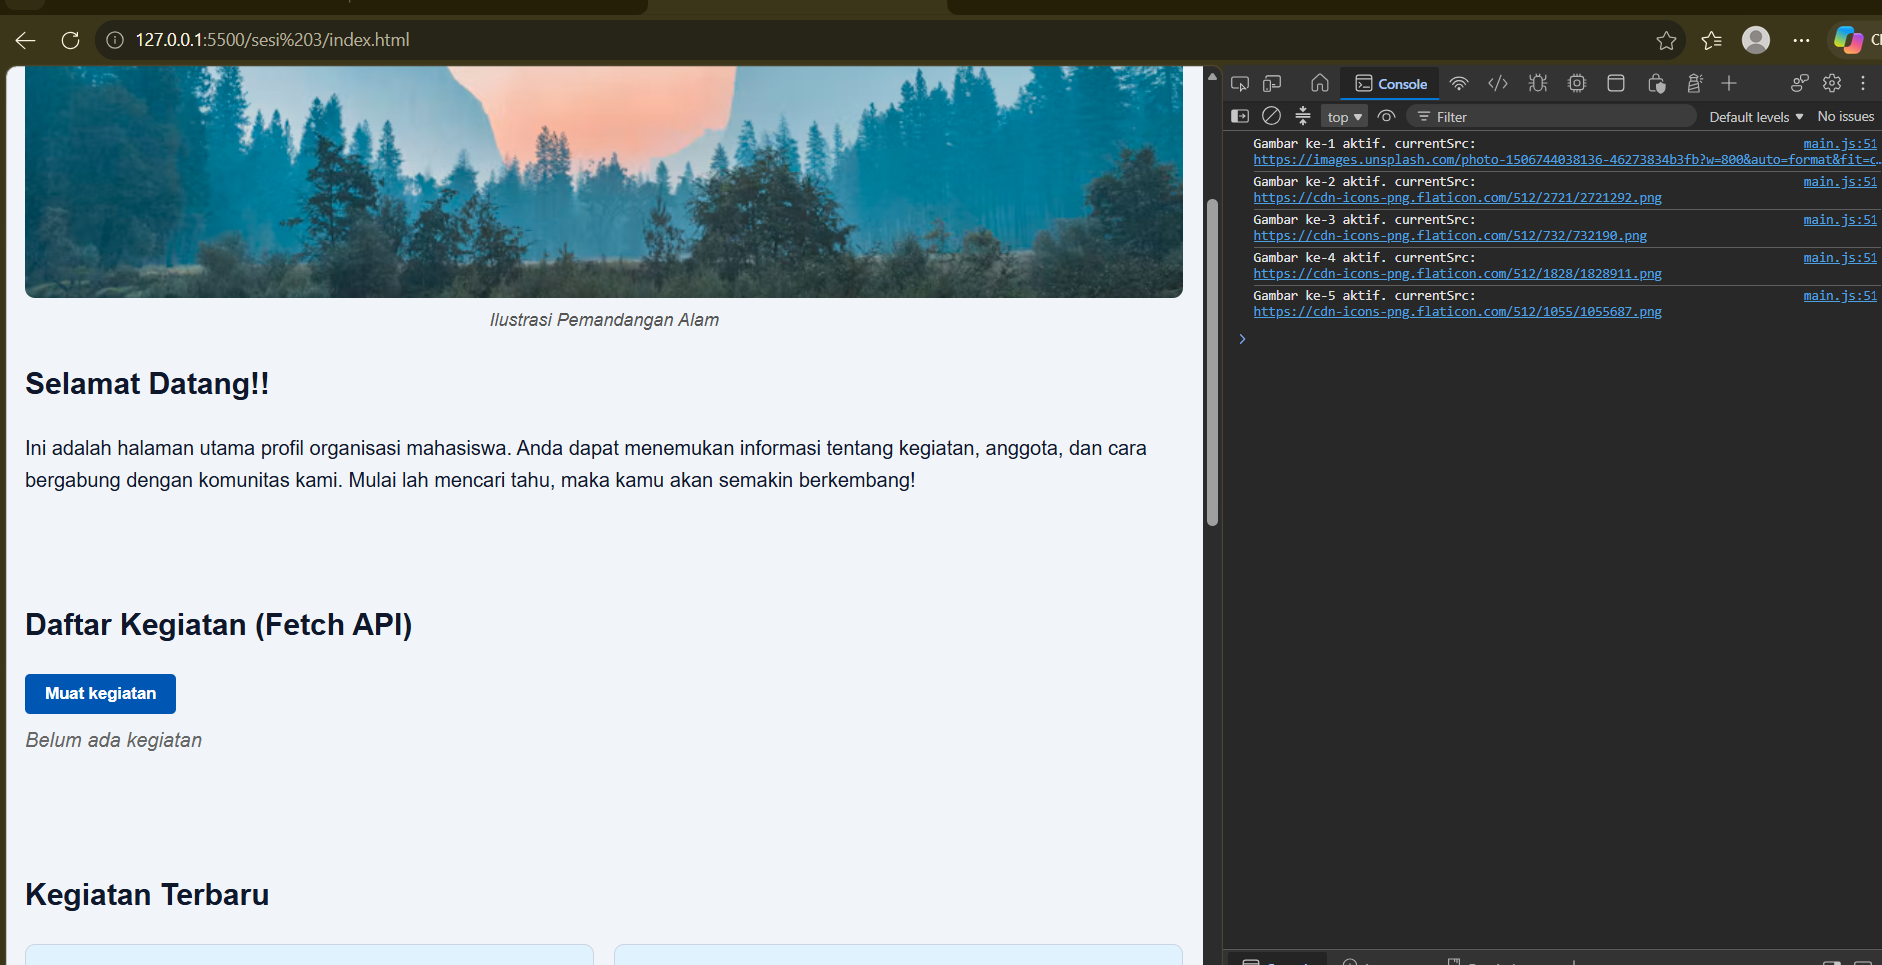 127.0.0.1:5500/sesi%203/index.html
Ilustrasi Pemandangan Alam
Selamat Datang!!
Ini adalah halaman utama profil organisasi mahasiswa. Anda dapat menemukan informasi tentang kegiatan, anggota, dan cara
bergabung dengan komunitas kami. Mulai lah mencari tahu, maka kamu akan semakin berkembang!
Daftar Kegiatan (Fetch API)
Muat kegiatan
Belum ada kegiatan
Kegiatan Terbaru
Console
top
Filter
Default levels
No issues
Gambar ke-1 aktif. currentSrc: main.js:51
https://images.unsplash.com/photo-1506744038136-46273834b3fb?w=800&auto=format&fit=c…
Gambar ke-2 aktif. currentSrc: main.js:51
https://cdn-icons-png.flaticon.com/512/2721/2721292.png
Gambar ke-3 aktif. currentSrc: main.js:51
https://cdn-icons-png.flaticon.com/512/732/732190.png
Gambar ke-4 aktif. currentSrc: main.js:51
https://cdn-icons-png.flaticon.com/512/1828/1828911.png
Gambar ke-5 aktif. currentSrc: main.js:51
https://cdn-icons-png.flaticon.com/512/1055/1055687.png